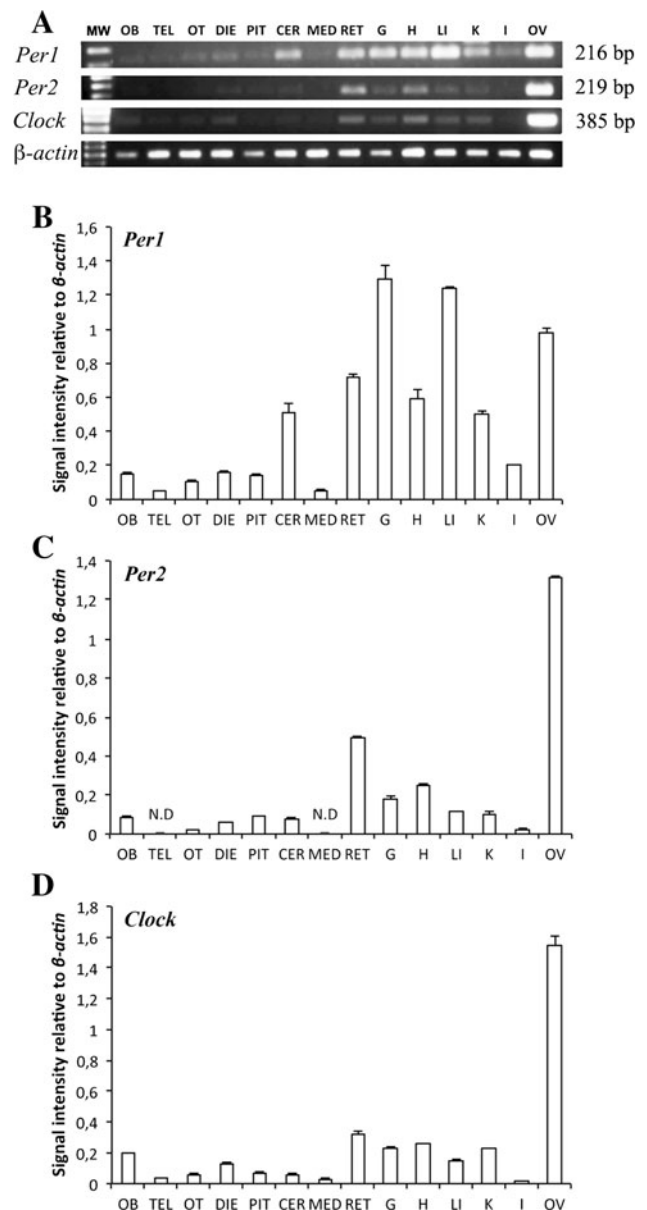 A
MW OB TEL OT DIE PIT CER MED RET G H LI K I OV
Per1 216 bp
Per2 219 bp
Clock 385 bp
β-actin
B
Per1
Signal intensity relative to β-actin
1,6
1,4
1,2
1
0,8
0,6
0,4
0,2
0
OB TEL OT DIE PIT CER MED RET G H LI K I OV
C
Per2
Signal intensity relative to β-actin
1,4
1,2
1
0,8
0,6
0,4
0,2
0
N.D N.D
OB TEL OT DIE PIT CER MED RET G H LI K I OV
D
Clock
Signal intensity relative to β-actin
1,8
1,6
1,4
1,2
1
0,8
0,6
0,4
0,2
0
OB TEL OT DIE PIT CER MED RET G H LI K I OV